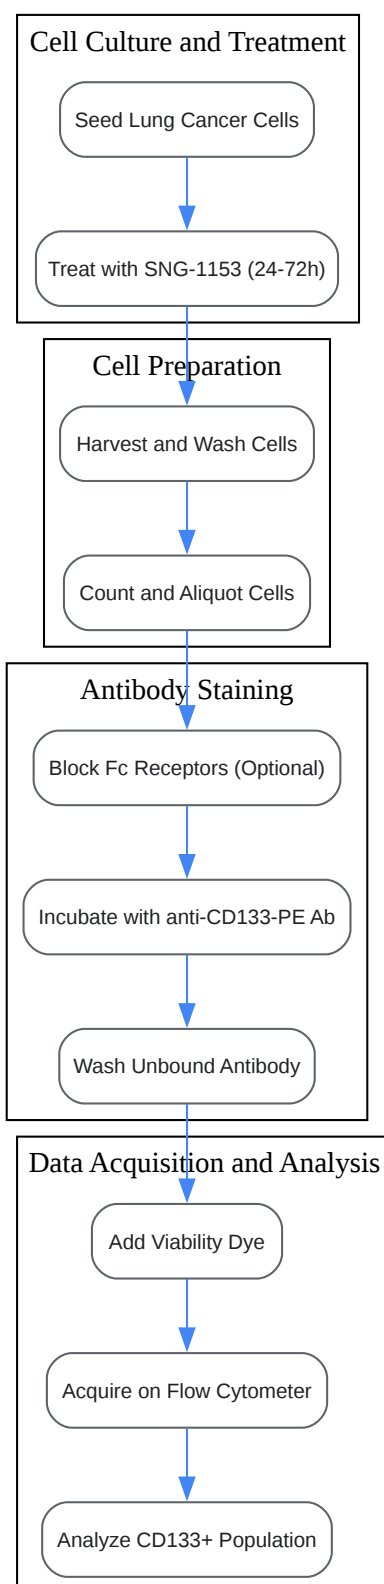 Cell Culture and Treatment
Seed Lung Cancer Cells
Treat with SNG-1153 (24-72h)
Cell Preparation
Harvest and Wash Cells
Count and Aliquot Cells
Antibody Staining
Block Fc Receptors (Optional)
Incubate with anti-CD133-PE Ab
Wash Unbound Antibody
Data Acquisition and Analysis
Add Viability Dye
Acquire on Flow Cytometer
Analyze CD133+ Population